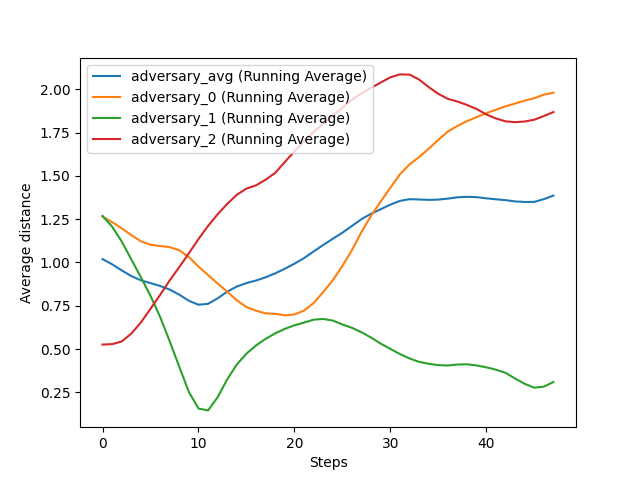 adversary_avg (Running Average)
adversary_0 (Running Average)
adversary_1 (Running Average)
adversary_2 (Running Average)
2.00
1.75
1.50
1.25
1.00
0.75
0.50
0.25
Average distance
0
10
20
30
40
Steps